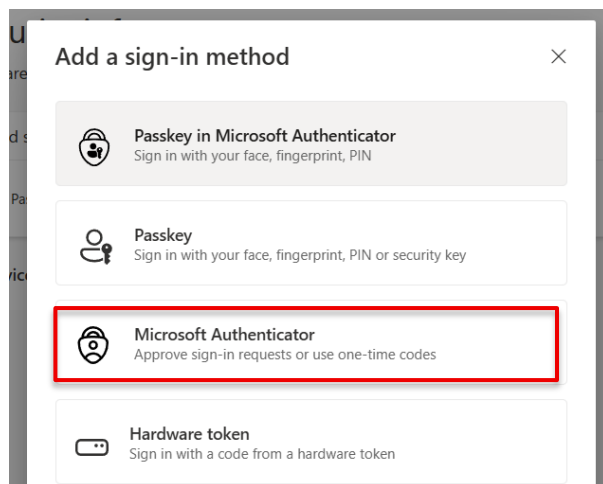 Add a sign-in method
Passkey in Microsoft Authenticator
Sign in with your face, fingerprint, PIN
Passkey
Sign in with your face, fingerprint, PIN or security key
Microsoft Authenticator
Approve sign-in requests or use one-time codes
Hardware token
Sign in with a code from a hardware token